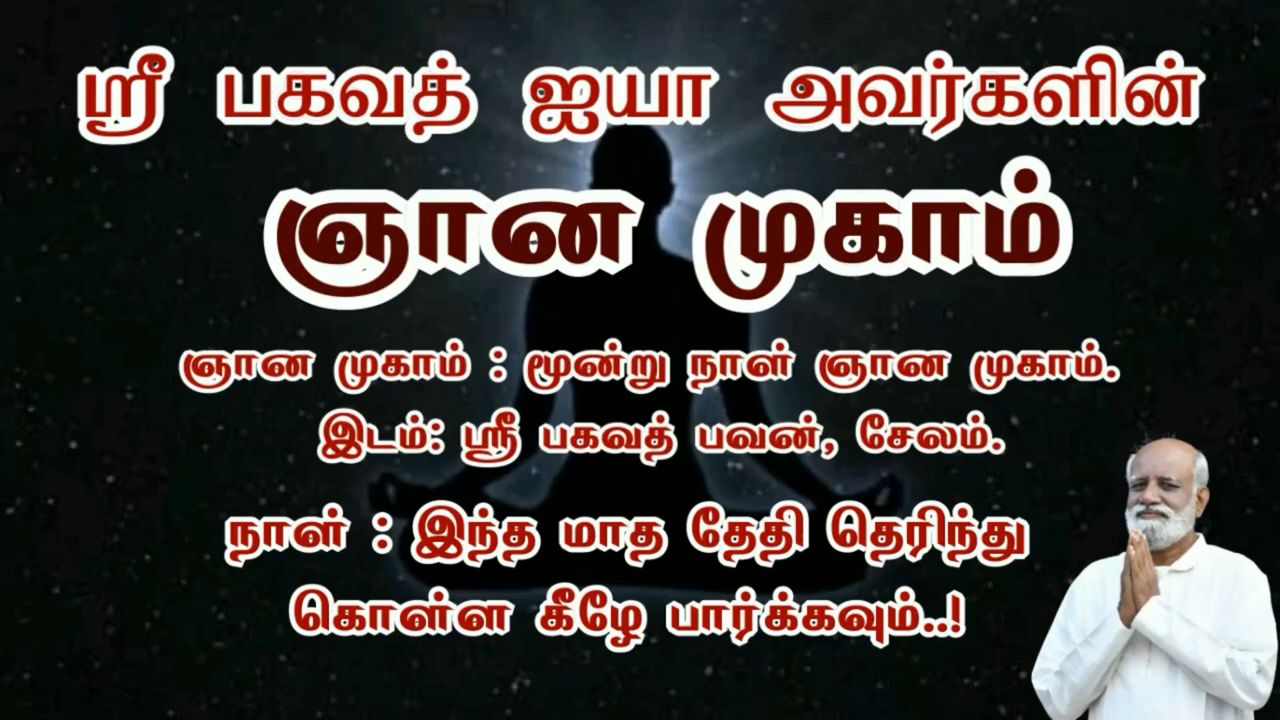 ஸ்ரீ பகவத் ஐயா அவர்களின்
ஞான முகாம்
ஞான முகாம் : மூன்று நாள் ஞான முகாம்.
இடம்: ஸ்ரீ பகவத் பவன், சேலம்.
நாள் : இந்த மாத தேதி தெரிந்து
கொள்ள கீழே பார்க்கவும்..!